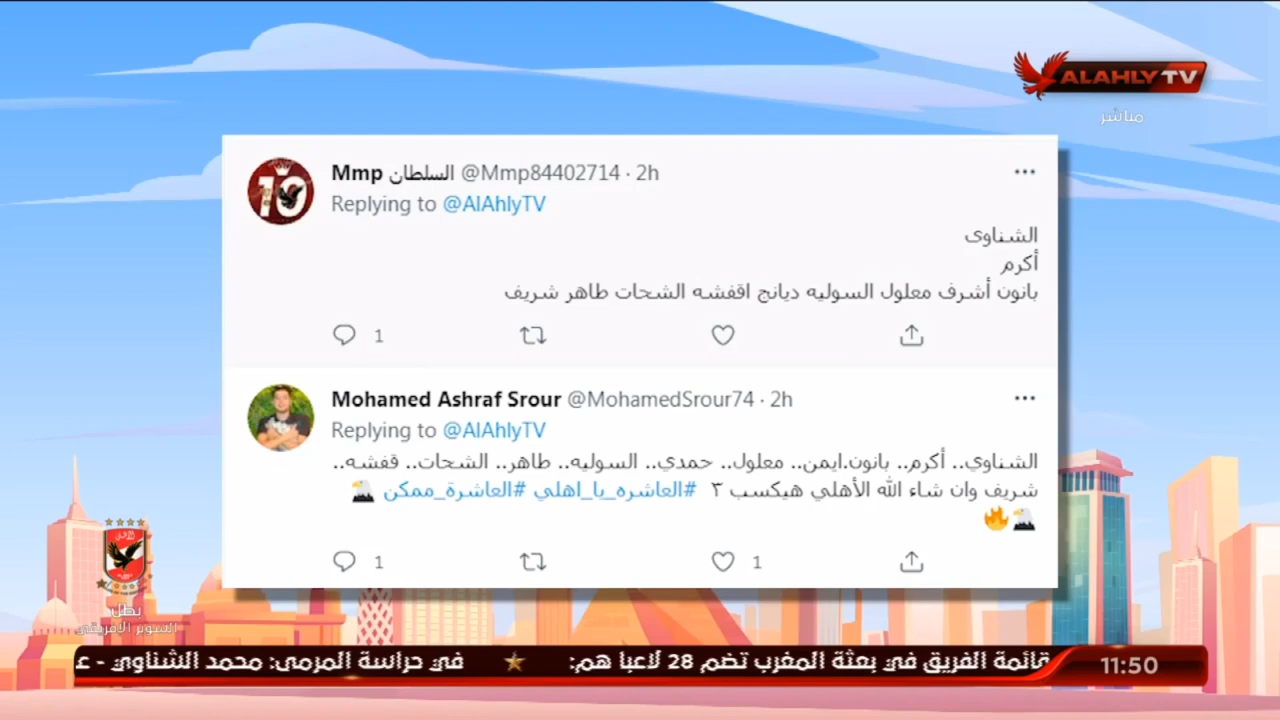 ALAHLY TV
مباشر
Mmp السلطان @Mmp84402714 · 2h
Replying to @AlAhlyTV
الشناوى
أكرم
بانون أشرف معلول السوليه ديانج اقفشه الشحات طاهر شريف
1
Mohamed Ashraf Srour @MohamedSrour74 · 2h
Replying to @AlAhlyTV
الشناوي.. أكرم.. بانون.ايمن.. معلول.. حمدي.. السوليه.. طاهر.. الشحات.. قفشه..
شريف وان شاء الله الأهلي هيكسب ٣ #العاشره_يا_اهلي #العاشرة_ممكن 🦅
🦅🔥
1 1
بطل
السوبر الافريقي
قائمة الفريق في بعثة المغرب تضم 28 لاعبا هم: ★ في حراسة المرمى: محمد الشناوي - ع
11:50